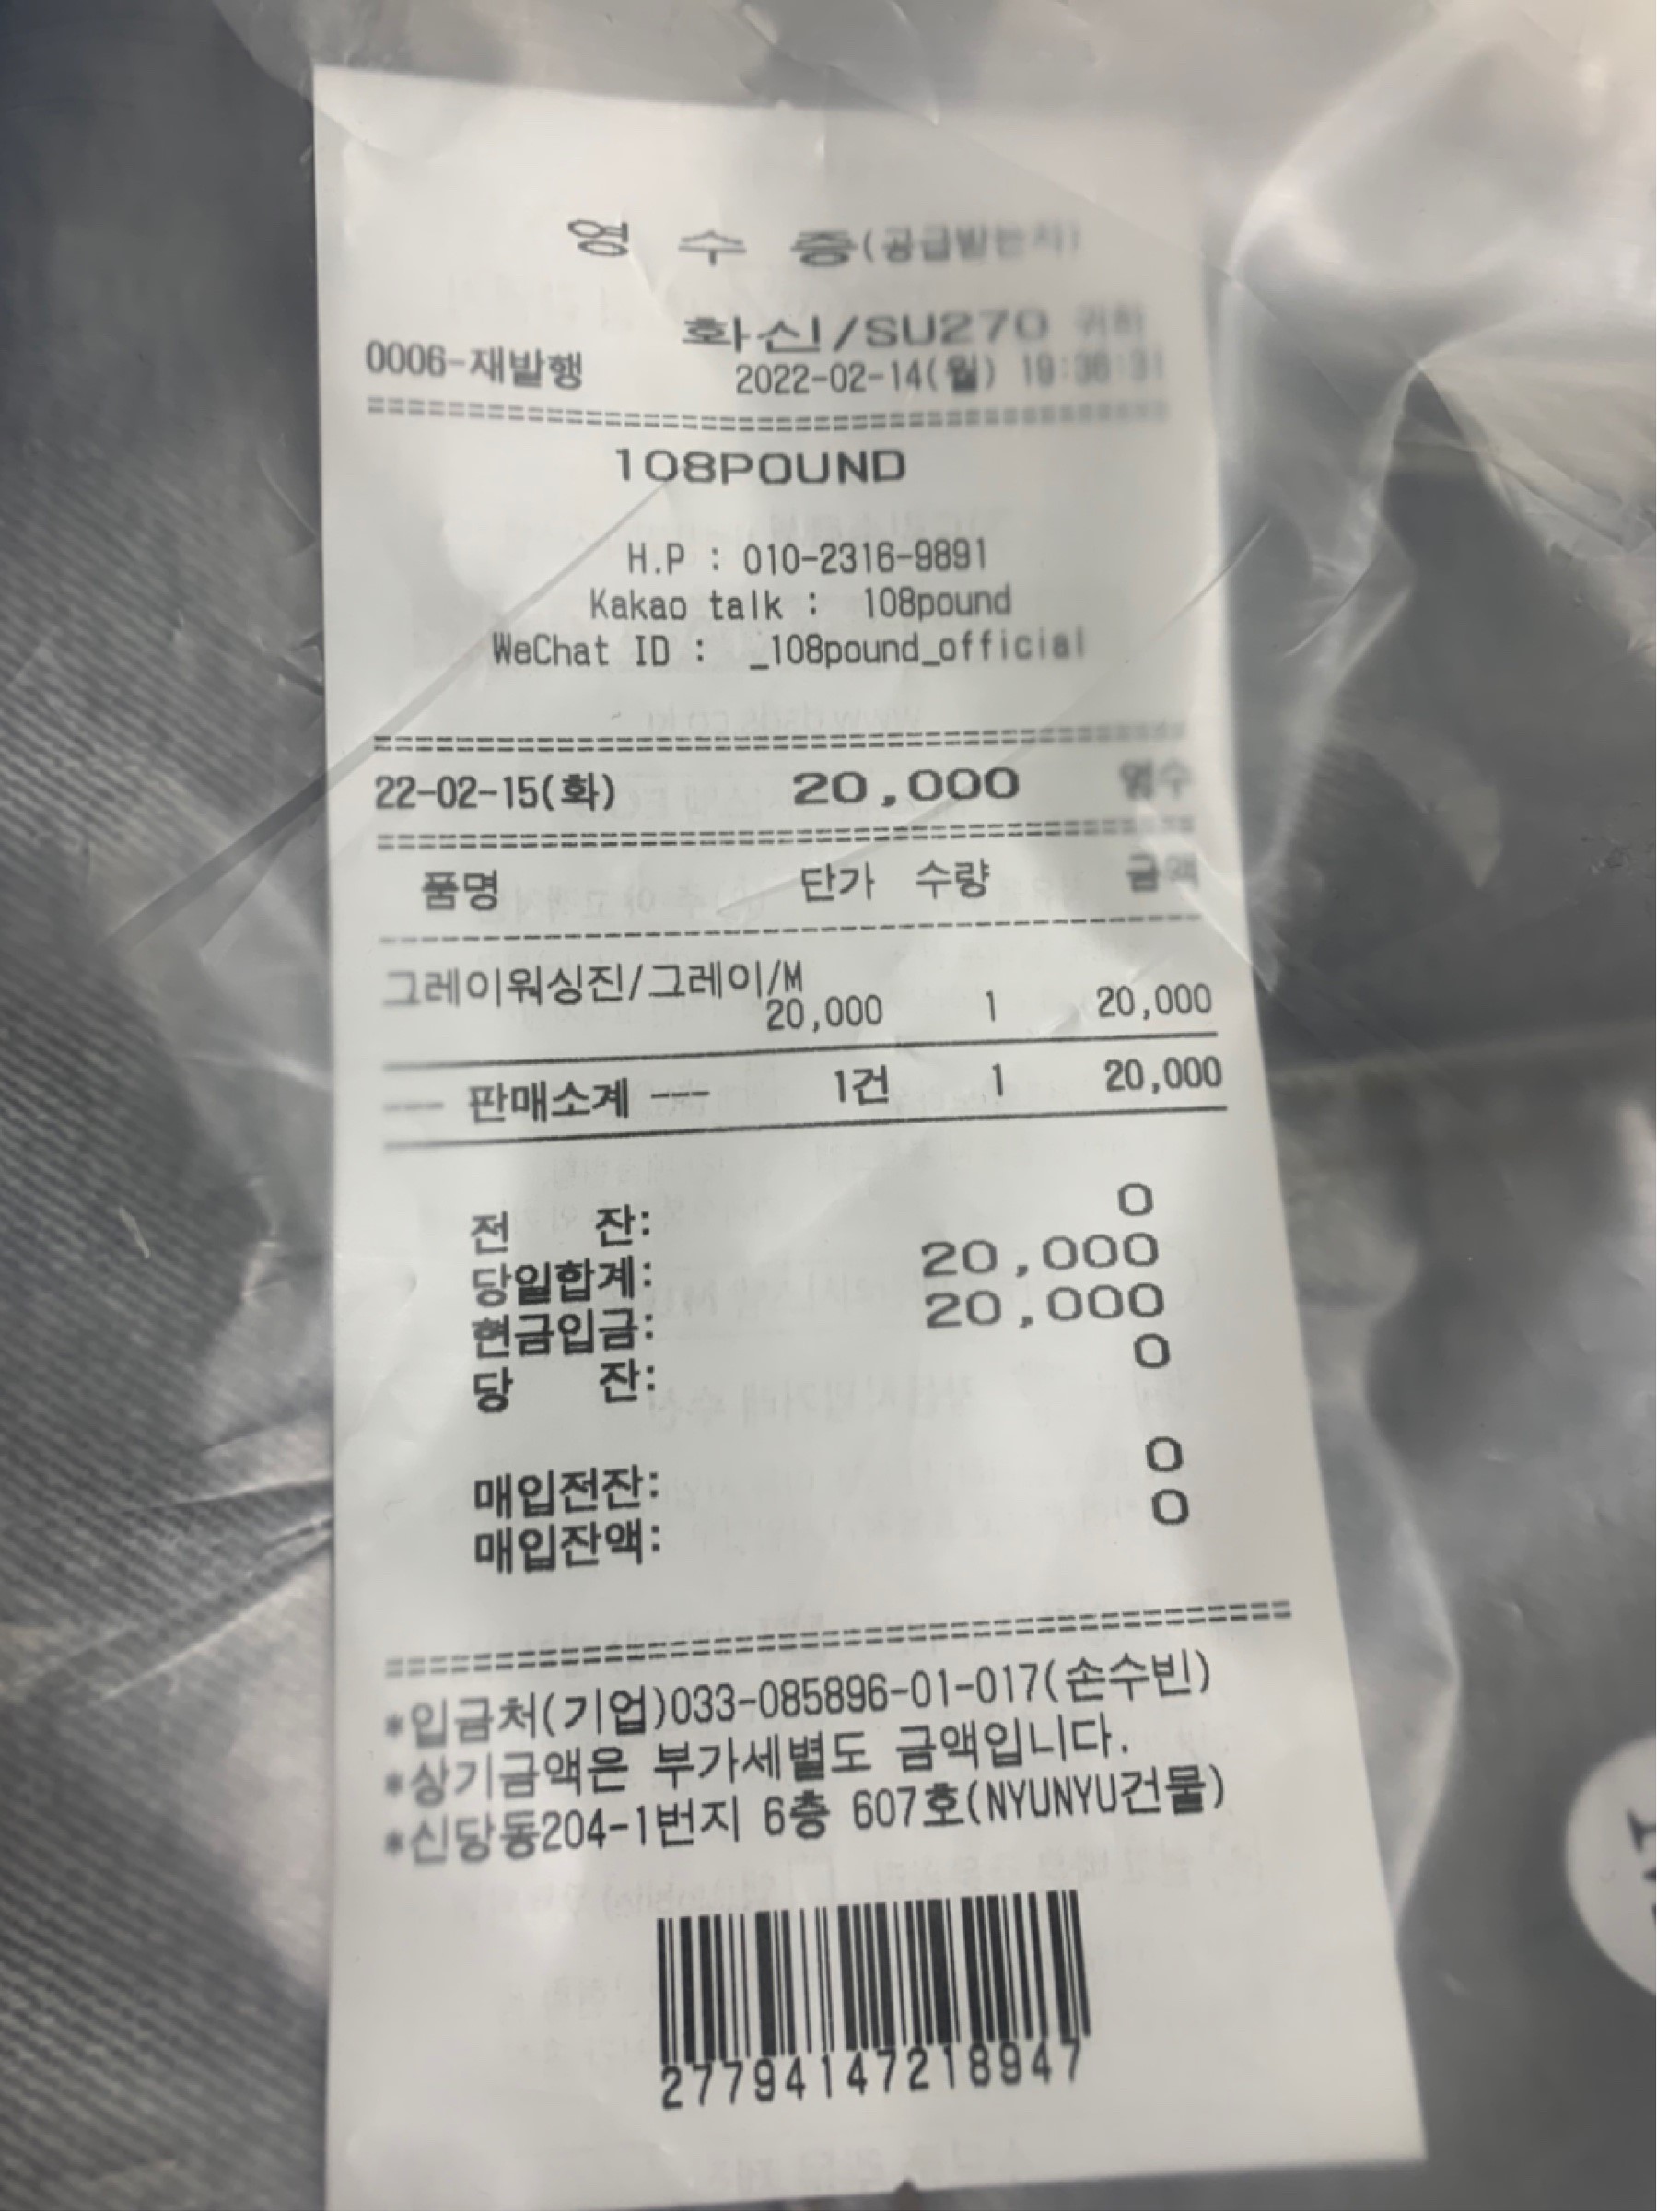 영 수 증(공급받는자)
화신/SU270 귀하
0006-재발행 2022-02-14(월) 19:36:31
========================================
108POUND
H.P : 010-2316-9891
Kakao talk : 108pound
WeChat ID : _108pound_official
========================================
22-02-15(화) 20,000 영수
========================================
품명 단가 수량 금액
----------------------------------------
그레이워싱진/그레이/M
20,000 1 20,000
--- 판매소계 --- 1건 1 20,000
전 잔: 0
당일합계: 20,000
현금입금: 20,000
당 잔: 0
매입전잔: 0
매입잔액: 0
========================================
*입금처(기업)033-085896-01-017(손수빈)
*상기금액은 부가세별도 금액입니다.
*신당동204-1번지 6층 607호(NYUNYU건물)
27794147218947